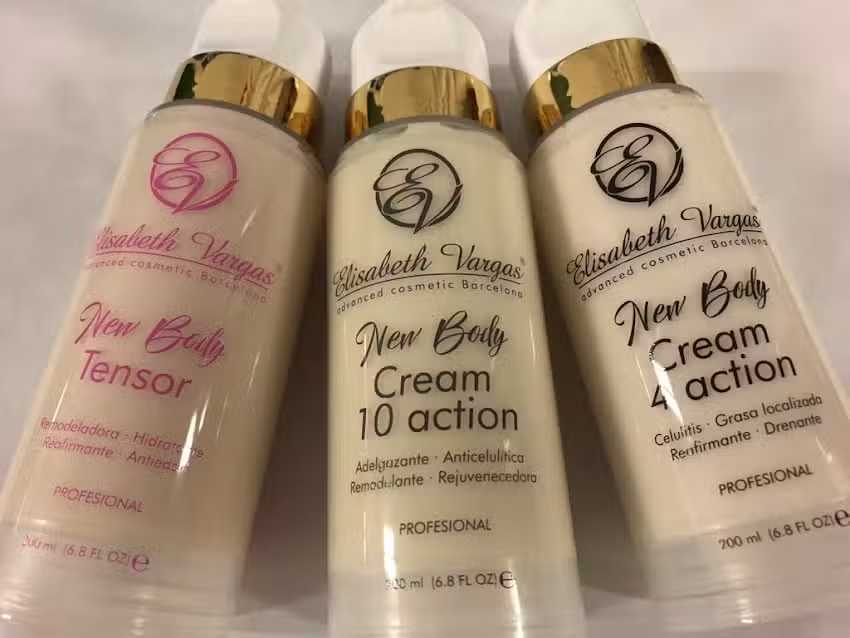 EV
Elisabeth Vargas®
advanced cosmetic Barcelona
New Body
Tensor
Remodeladora · Hidratante
Reafirmante · Antiedad
PROFESIONAL
200 ml (6.8 FL OZ) e
EV
Elisabeth Vargas®
advanced cosmetic Barcelona
New Body
Cream
10 action
Adelgazante · Anticelulítica
Remodelante · Rejuvenecedora
PROFESIONAL
200 ml (6.8 FL OZ) e
EV
Elisabeth Vargas
advanced cosmetic Barcelona
New Body
Cream
4 action
Celulitis · Grasa localizada
Reafirmante · Drenante
PROFESIONAL
200 ml (6.8 FL OZ) e